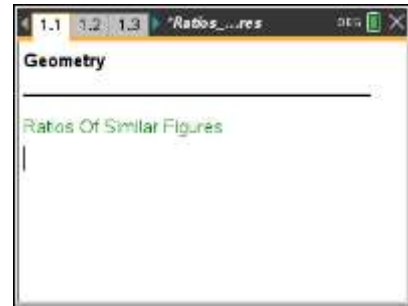 1.1 1.2 1.3 *Ratios_...res DEG
Geometry
Ratios Of Similar Figures